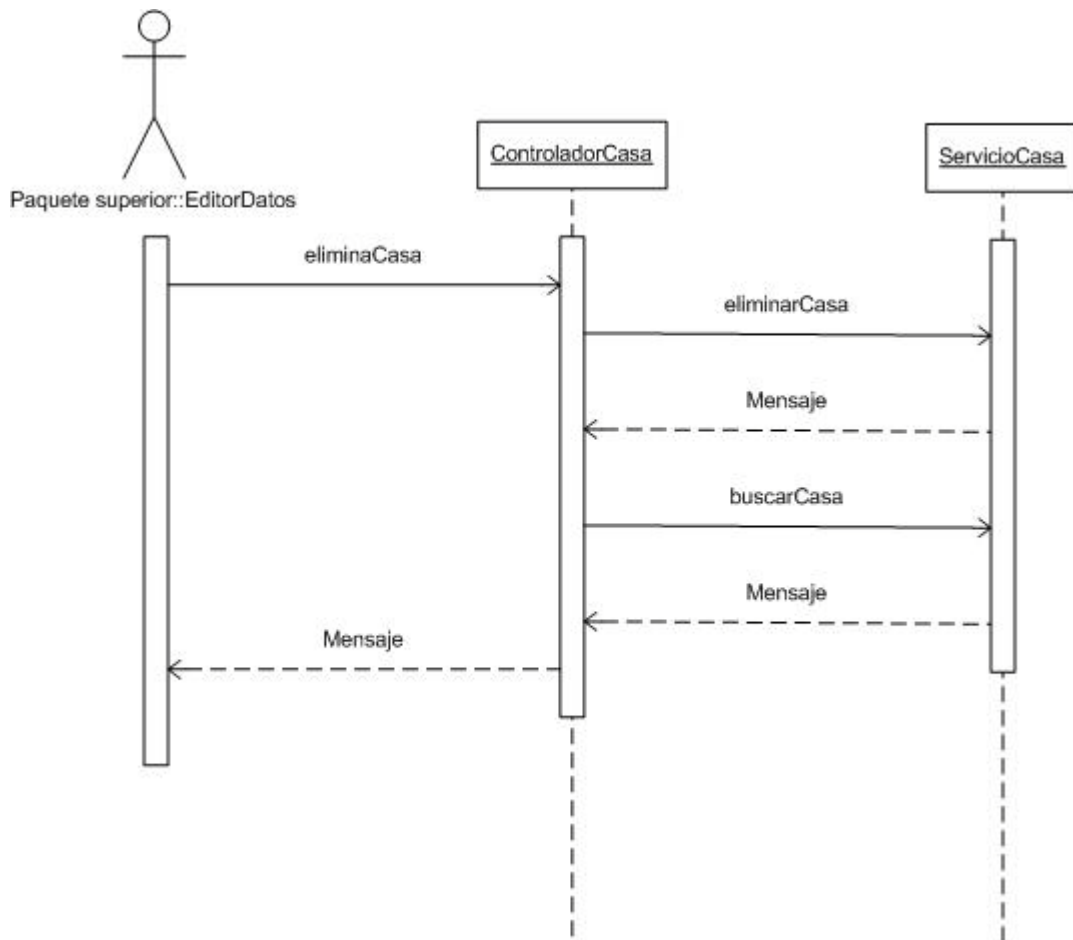 ControladorCasa
ServicioCasa
Paquete superior::EditorDatos
eliminaCasa
eliminarCasa
Mensaje
buscarCasa
Mensaje
Mensaje